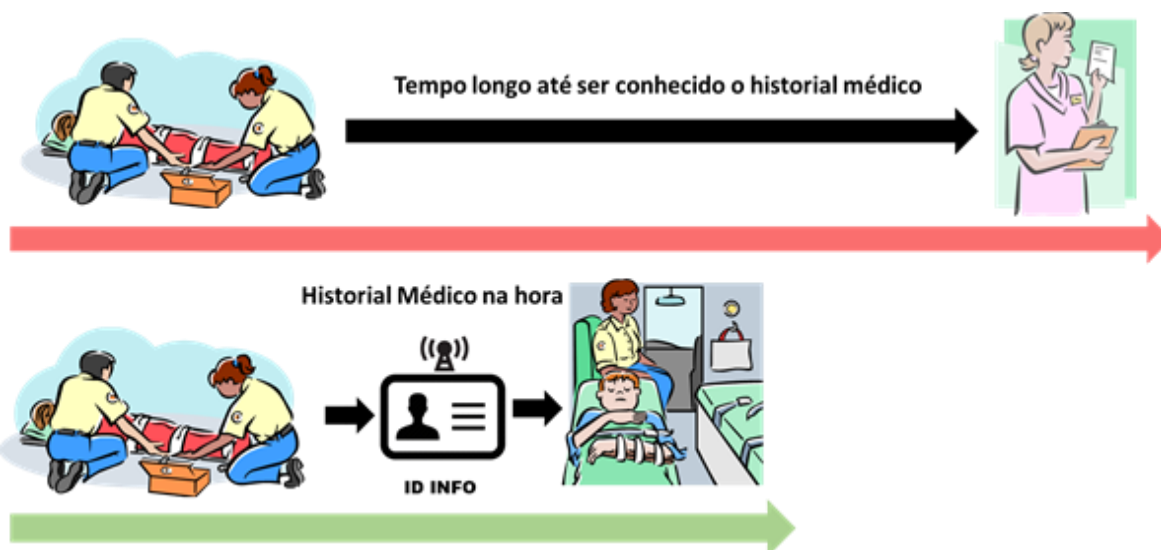 Tempo longo até ser conhecido o historial médico
Historial Médico na hora
ID INFO